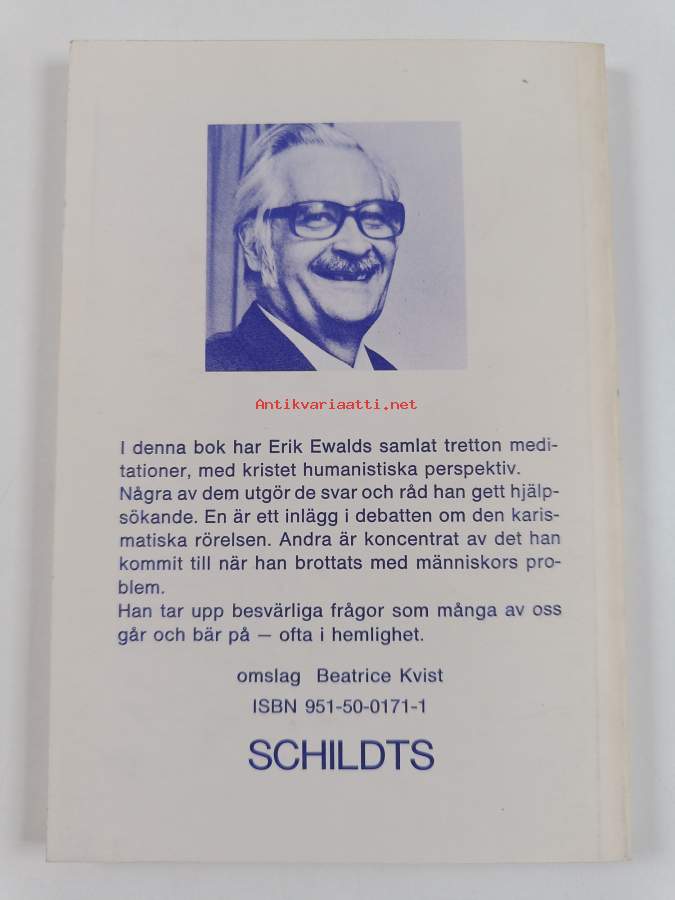 Antikvariaatti.net
I denna bok har Erik Ewalds samlat tretton medi-
tationer, med kristet humanistiska perspektiv.
Några av dem utgör de svar och råd han gett hjälp-
sökande. En är ett inlägg i debatten om den karis-
matiska rörelsen. Andra är koncentrat av det han
kommit till när han brottats med människors pro-
blem.
Han tar upp besvärliga frågor som många av oss
går och bär på — ofta i hemlighet.
omslag Beatrice Kvist
ISBN 951-50-0171-1
SCHILDTS